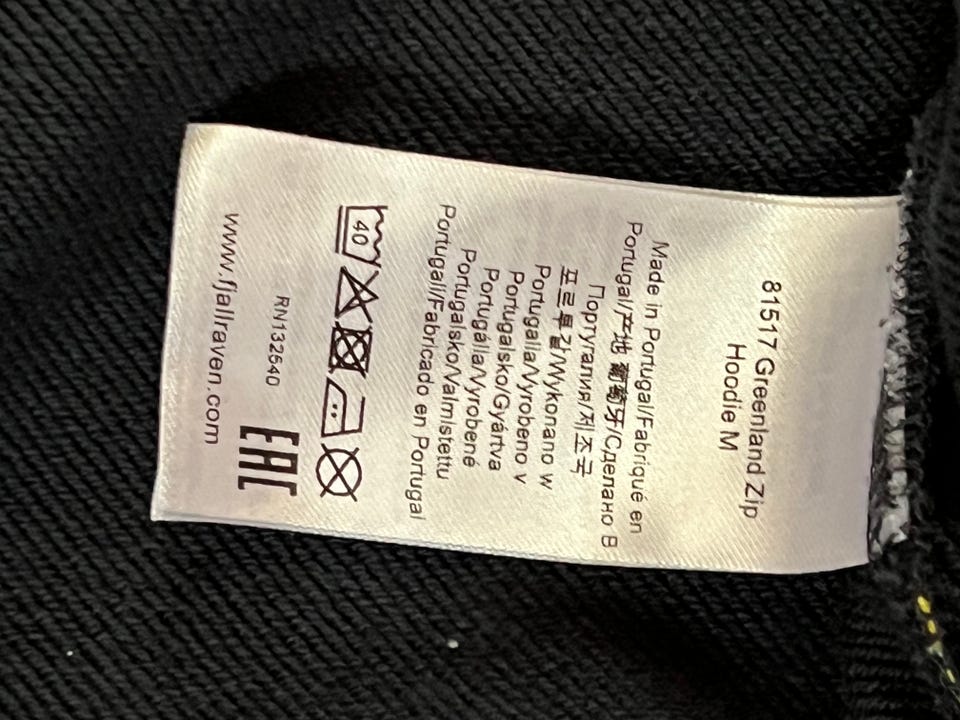 81517 Greenland Zip
Hoodie M
Made in Portugal/Fabriqué en
Portugal/产地 葡萄牙/Сделано В
Португалия/제조국
포르투갈/Wykonano w
Portugalia/Vyrobeno v
Portugalsko/Gyártva
Portugália/Vyrobené
Portugalsko/Valmistettu
Portugali/Fabricado en Portugal
40
RN132640
EAC
www.fjallraven.com